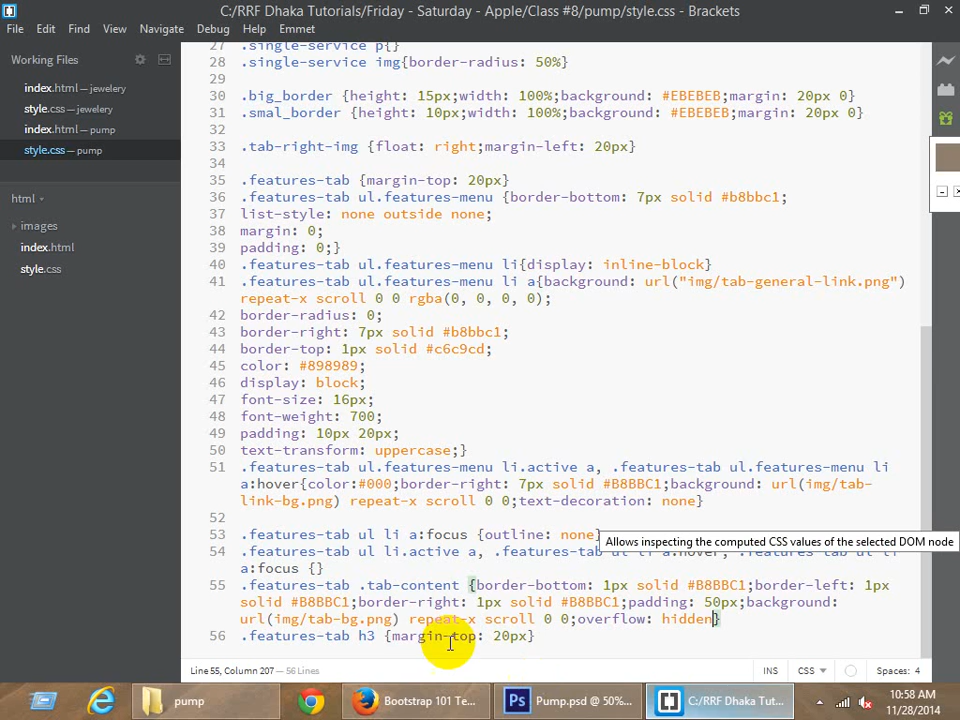 C:/RRF Dhaka Tutorials/Friday - Saturday - Apple/Class #8/pump/style.css - Brackets
File Edit Find View Navigate Debug Help Emmet
Working Files
index.html — jewelery
style.css — jewelery
index.html — pump
style.css — pump
html
images
index.html
style.css
27 .single-service p{}
28 .single-service img{border-radius: 50%}
29
30 .big_border {height: 15px;width: 100%;background: #EBEBEB;margin: 20px 0}
31 .smal_border {height: 10px;width: 100%;background: #EBEBEB;margin: 20px 0}
32
33 .tab-right-img {float: right;margin-left: 20px}
34
35 .features-tab {margin-top: 20px}
36 .features-tab ul.features-menu {border-bottom: 7px solid #b8bbc1;
37 list-style: none outside none;
38 margin: 0;
39 padding: 0;}
40 .features-tab ul.features-menu li{display: inline-block}
41 .features-tab ul.features-menu li a{background: url("img/tab-general-link.png")
repeat-x scroll 0 0 rgba(0, 0, 0, 0);
42 border-radius: 0;
43 border-right: 7px solid #b8bbc1;
44 border-top: 1px solid #c6c9cd;
45 color: #898989;
46 display: block;
47 font-size: 16px;
48 font-weight: 700;
49 padding: 10px 20px;
50 text-transform: uppercase;}
51 .features-tab ul.features-menu li.active a, .features-tab ul.features-menu li
a:hover{color:#000;border-right: 7px solid #B8BBC1;background: url(img/tab-
link-bg.png) repeat-x scroll 0 0;text-decoration: none}
52
53 .features-tab ul li a:focus {outline: none}
Allows inspecting the computed CSS values of the selected DOM node
54 .features-tab ul li.active a, .features-tab ul li a:hover, .features-tab ul li
a:focus {}
55 .features-tab .tab-content {border-bottom: 1px solid #B8BBC1;border-left: 1px
solid #B8BBC1;border-right: 1px solid #B8BBC1;padding: 50px;background:
url(img/tab-bg.png) repeat-x scroll 0 0;overflow: hidden}
56 .features-tab h3 {margin-top: 20px}
Line 55, Column 207 — 56 Lines
INS CSS Spaces: 4
pump
Bootstrap 101 Te...
Pump.psd @ 50%...
C:/RRF Dhaka Tut...
10:58 AM
11/28/2014